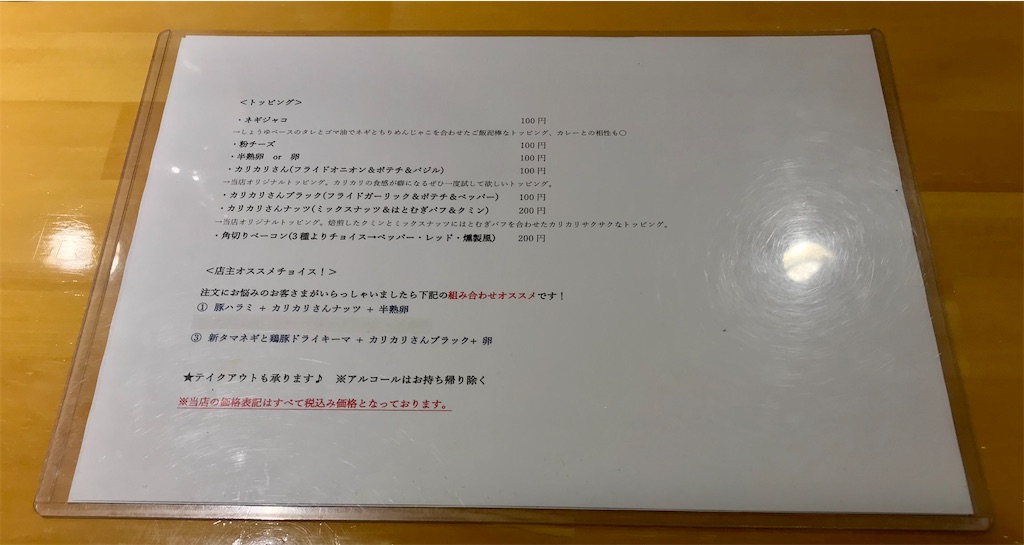 ＜トッピング＞
・ネギジャコ 100円
→しょうゆベースのタレとゴマ油でネギとちりめんじゃこを合わせたご飯泥棒なトッピング、カレーとの相性も〇
・粉チーズ 100円
・半熟卵 or 卵 100円
・カリカリさん(フライドオニオン＆ポテチ＆バジル) 100円
→当店オリジナルトッピング。カリカリの食感が癖になるぜひ一度試して欲しいトッピング。
・カリカリさんブラック(フライドガーリック＆ポテチ＆ペッパー) 100円
・カリカリさんナッツ(ミックスナッツ＆はとむぎパフ＆クミン) 200円
→当店オリジナルトッピング。焙煎したクミンとミックスナッツにはとむぎパフを合わせたカリカリサクサクなトッピング。
・角切りベーコン(3種よりチョイス→ペッパー・レッド・燻製風) 200円
＜店主オススメチョイス！＞
注文にお悩みのお客さまがいらっしゃいましたら下記の組み合わせオススメです！
① 豚ハラミ + カリカリさんナッツ + 半熟卵
③ 新タマネギと鶏豚ドライキーマ + カリカリさんブラック+ 卵
★テイクアウトも承ります♪ ※アルコールはお持ち帰り除く
※当店の価格表記はすべて税込み価格となっております。